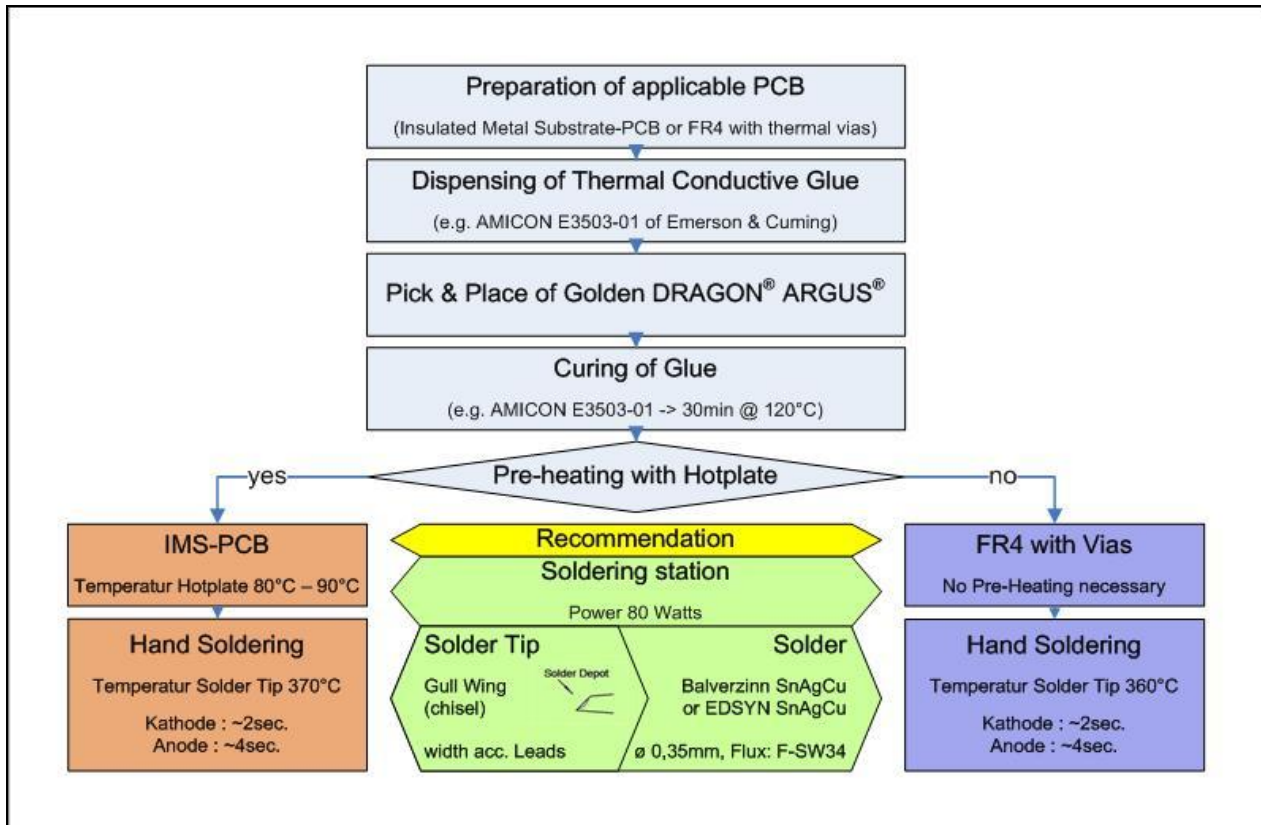 Preparation of applicable PCB
(Insulated Metal Substrate-PCB or FR4 with thermal vias)
Dispensing of Thermal Conductive Glue
(e.g. AMICON E3503-01 of Emerson & Cuming)
Pick & Place of Golden DRAGON® ARGUS®
Curing of Glue
(e.g. AMICON E3503-01 -> 30min @ 120°C)
Pre-heating with Hotplate
yes
no
IMS-PCB
Temperatur Hotplate 80°C – 90°C
Hand Soldering
Temperatur Solder Tip 370°C
Kathode : ~2sec.
Anode : ~4sec.
Recommendation
Soldering station
Power 80 Watts
Solder Tip
Gull Wing
(chisel)
Solder Depot
width acc. Leads
Solder
Balverzinn SnAgCu
or EDSYN SnAgCu
ø 0,35mm, Flux: F-SW34
FR4 with Vias
No Pre-Heating necessary
Hand Soldering
Temperatur Solder Tip 360°C
Kathode : ~2sec.
Anode : ~4sec.